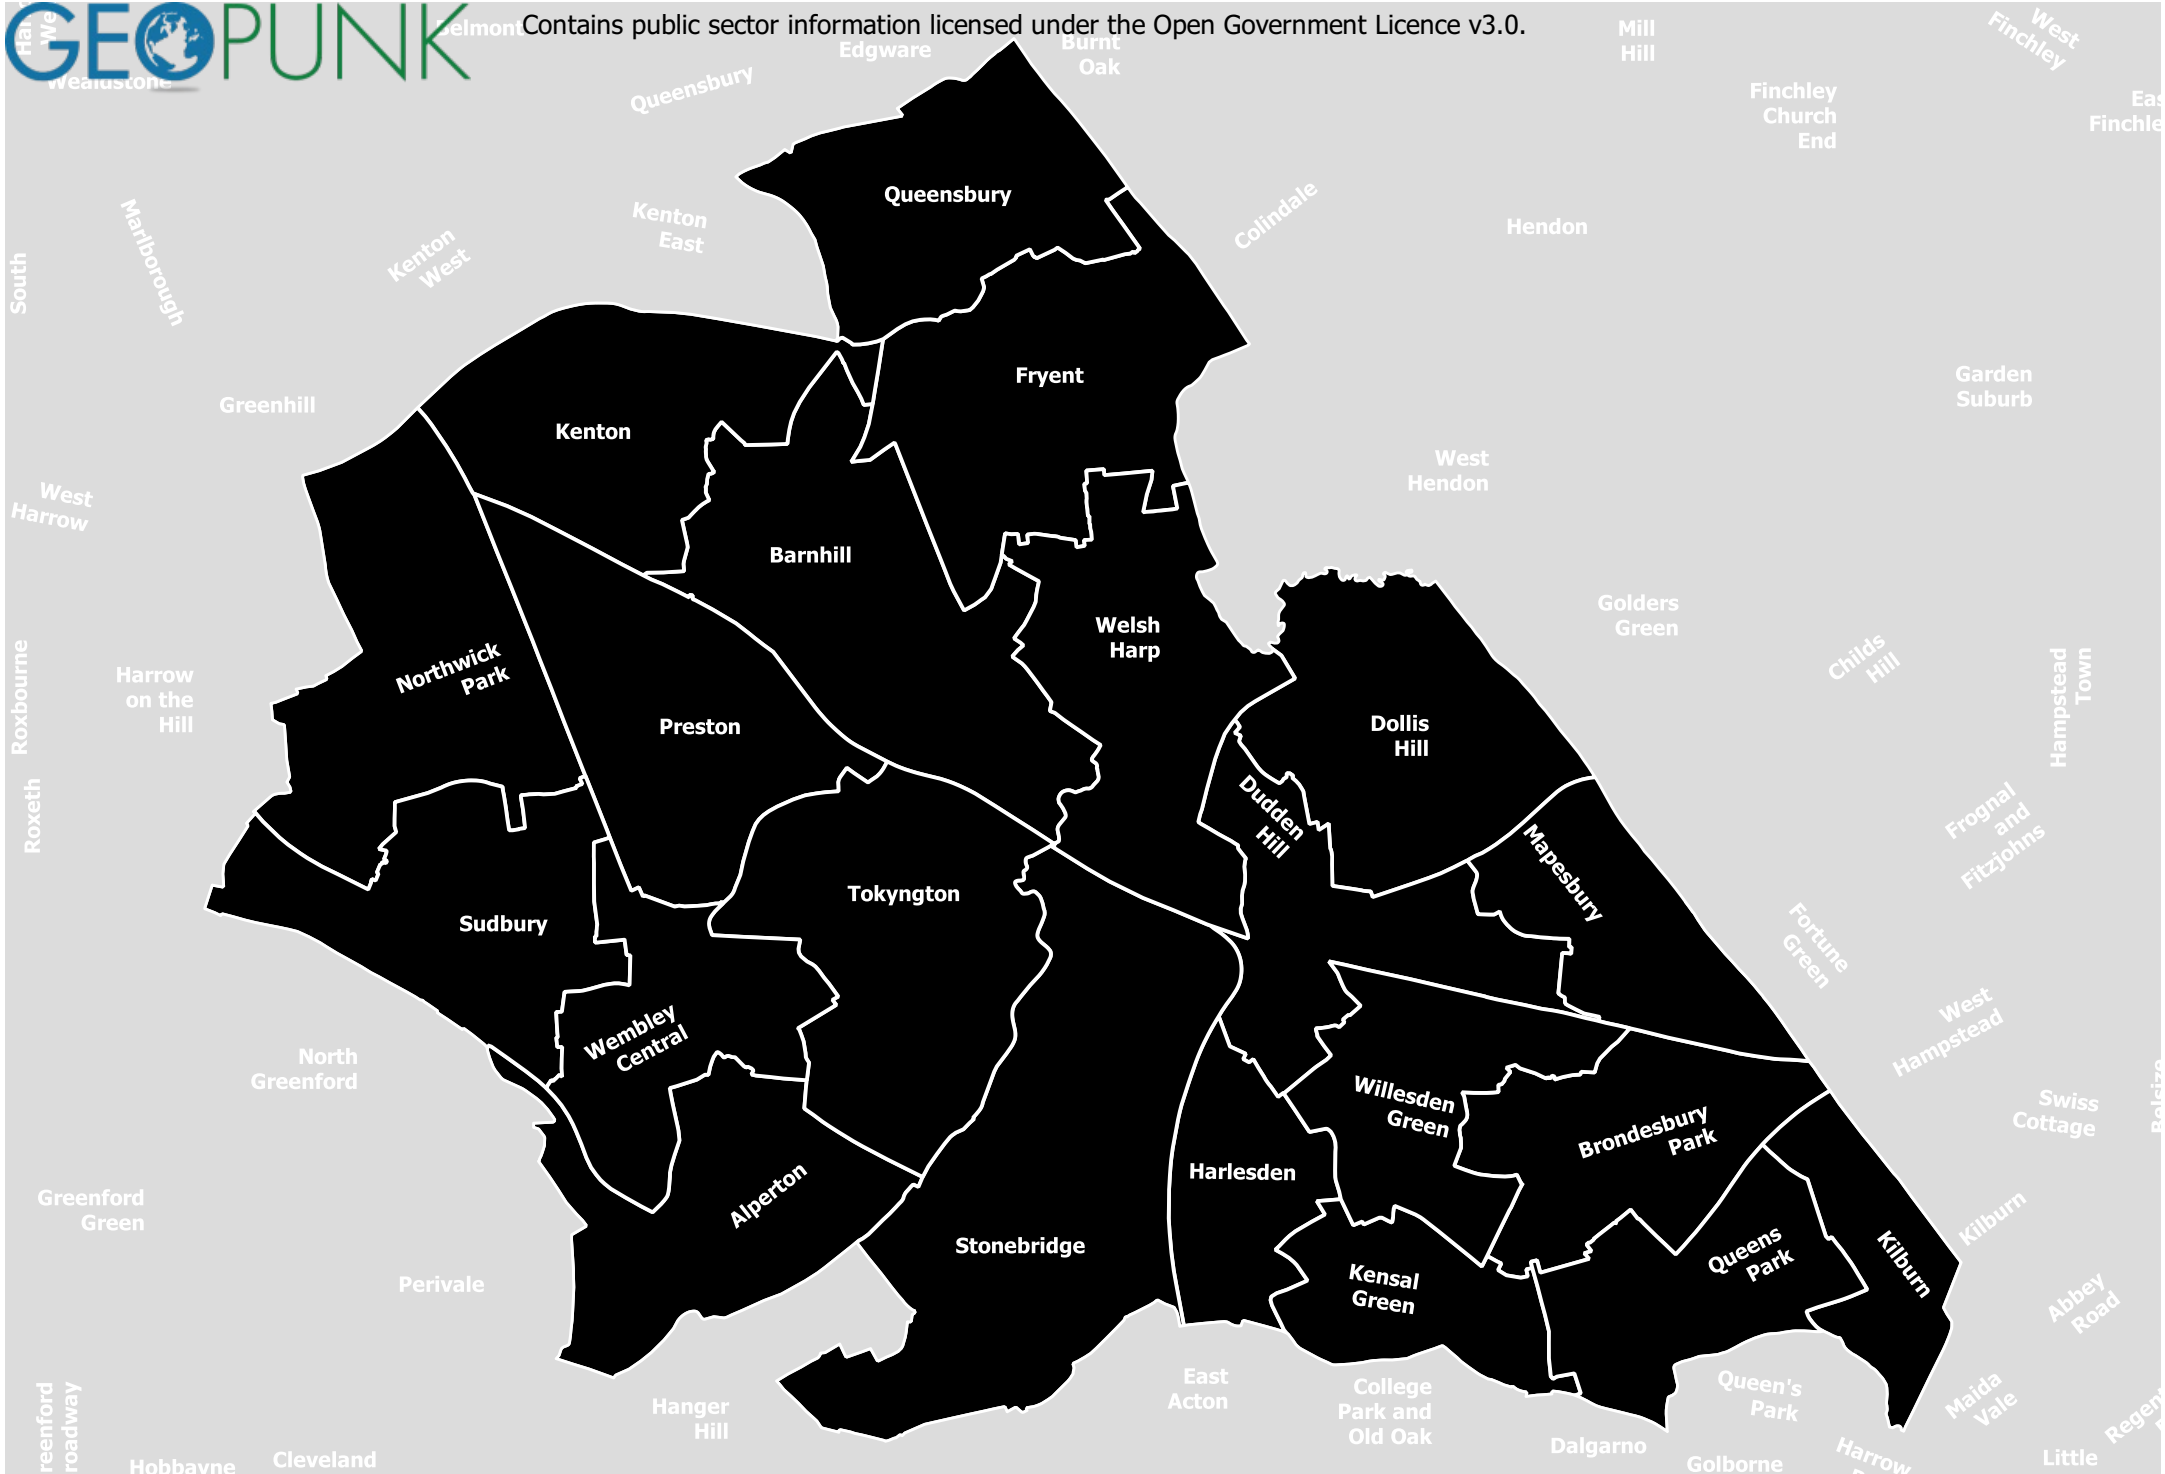 GEOPUNK
Contains public sector information licensed under the Open Government Licence v3.0.
Belmont
Wealdstone
Edgware
Burnt
Oak
Mill
Hill
West
Finchley
Queensbury
Finchley
Church
End
Queensbury
Marlborough
Kenton
West
Kenton
East
Colindale
Hendon
South
Greenhill
Kenton
Fryent
Garden
Suburb
West
Harrow
West
Hendon
Barnhill
Roxbourne
Harrow
on the
Hill
Northwick
Park
Welsh
Harp
Golders
Green
Childs
Hill
Hampstead
Town
Preston
Dollis
Hill
Roxeth
Dudden
Hill
Mapesbury
Frognal
and
Fitzjohns
Sudbury
Tokyngton
Fortune
Green
Wembley
Central
West
Hampstead
North
Greenford
Willesden
Green
Brondesbury
Park
Swiss
Cottage
Belsize
Greenford
Green
Alperton
Harlesden
Kilburn
Stonebridge
Perivale
Kensal
Green
Queens
Park
Kilburn
Abbey
Road
Hanger
Hill
East
Acton
College
Park and
Old Oak
Queen's
Park
Maida
Vale
Hobbayne
Cleveland
Dalgarno
Golborne
Harrow
Little